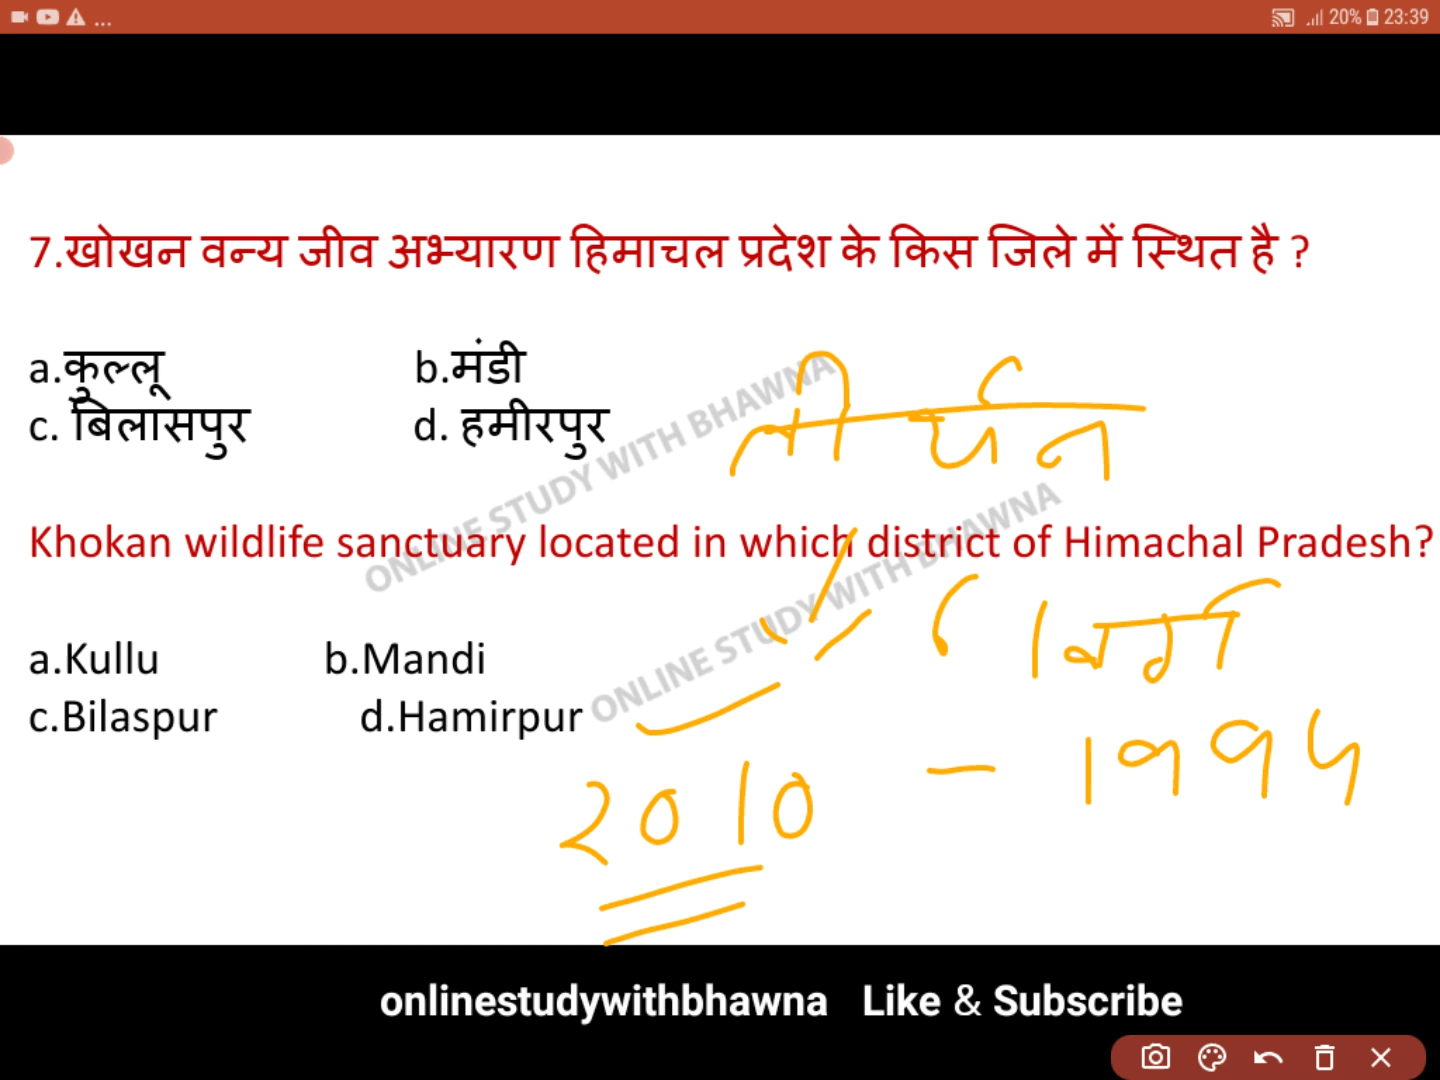 ... 20% 23:39
7.खोखन वन्य जीव अभ्यारण हिमाचल प्रदेश के किस जिले में स्थित है ?
a.कुल्लू b.मंडी
c. बिलासपुर d. हमीरपुर
Khokan wildlife sanctuary located in which district of Himachal Pradesh?
a.Kullu b.Mandi
c.Bilaspur d.Hamirpur
ONLINE STUDY WITH BHAWNA
ONLINE STUDY WITH BHAWNA
2010 – 1994
onlinestudywithbhawna Like & Subscribe